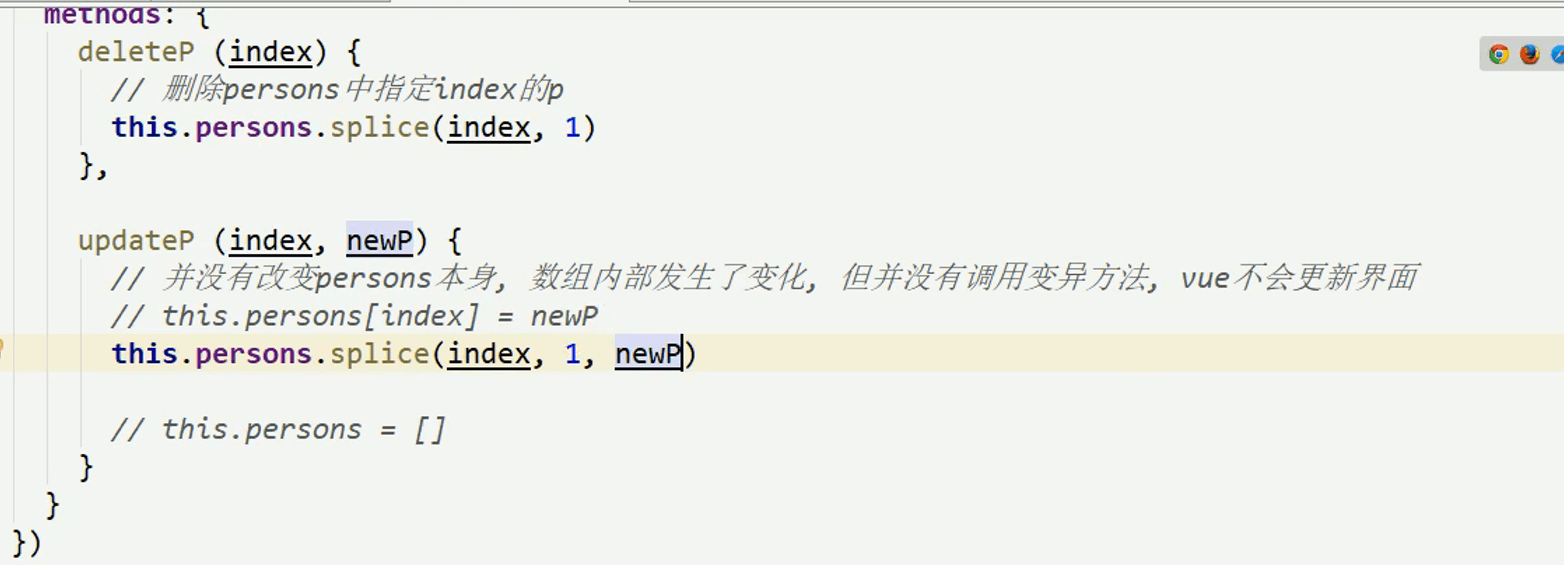 methods: {
deleteP (index) {
// 删除persons中指定index的p
this.persons.splice(index, 1)
},
updateP (index, newP) {
// 并没有改变persons本身, 数组内部发生了变化, 但并没有调用变异方法, vue不会更新界面
// this.persons[index] = newP
this.persons.splice(index, 1, newP)
// this.persons = []
}
}
})